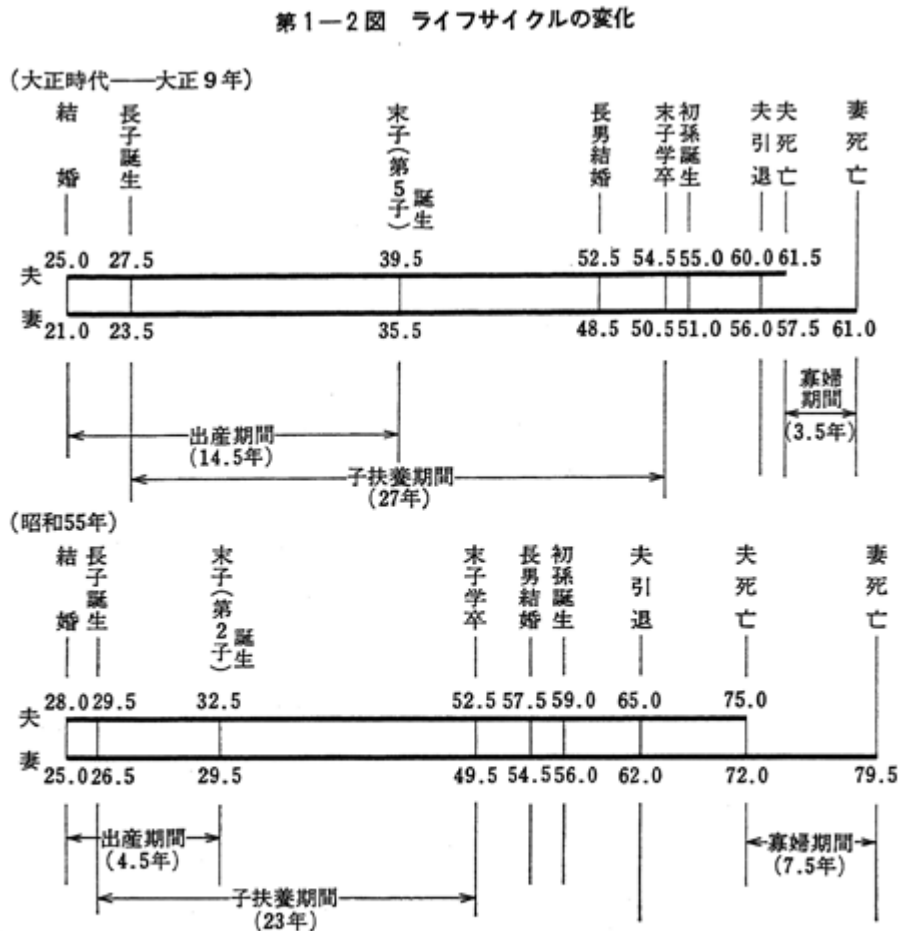 第1―2図 ライフサイクルの変化
(大正時代――大正9年)
結婚
長子誕生
末子(第5子)誕生
長男結婚
末子学卒
初孫誕生
夫引退
夫死亡
妻死亡
25.0 27.5 39.5 52.5 54.5 55.0 60.0 61.5
夫
妻
21.0 23.5 35.5 48.5 50.5 51.0 56.0 57.5 61.0
寡婦期間
(3.5年)
出産期間
(14.5年)
子扶養期間
(27年)
(昭和55年)
結婚
長子誕生
末子(第2子)誕生
末子学卒
長男結婚
初孫誕生
夫引退
夫死亡
妻死亡
28.0 29.5 32.5 52.5 57.5 59.0 65.0 75.0
夫
妻
25.0 26.5 29.5 49.5 54.5 56.0 62.0 72.0 79.5
出産期間
(4.5年)
寡婦期間
(7.5年)
子扶養期間
(23年)